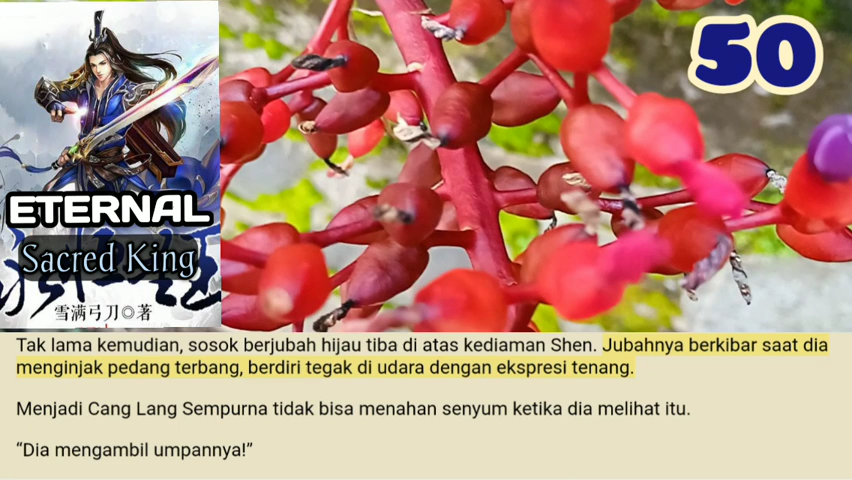 50
ETERNAL
Sacred King
雪满弓刀◎著
Tak lama kemudian, sosok berjubah hijau tiba di atas kediaman Shen. Jubahnya berkibar saat dia
menginjak pedang terbang, berdiri tegak di udara dengan ekspresi tenang.
Menjadi Cang Lang Sempurna tidak bisa menahan senyum ketika dia melihat itu.
“Dia mengambil umpannya!”